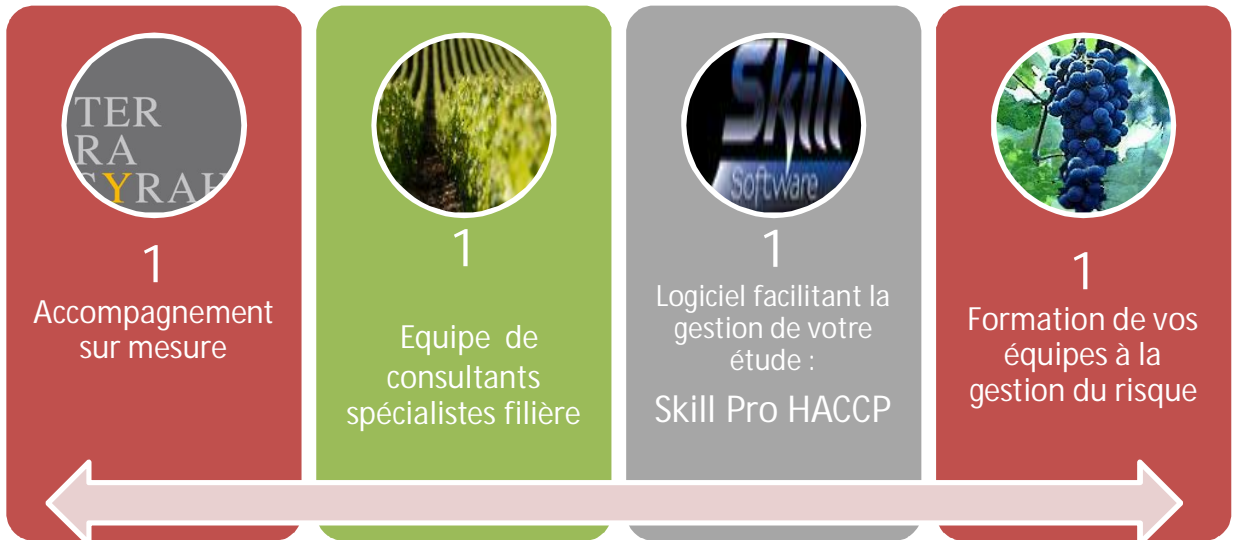 TER
RA
SYRAH
1
Accompagnement
sur mesure
1
Equipe de
consultants
spécialistes filière
Skill
Software
1
Logiciel facilitant la
gestion de votre
étude :
Skill Pro HACCP
1
Formation de vos
équipes à la
gestion du risque